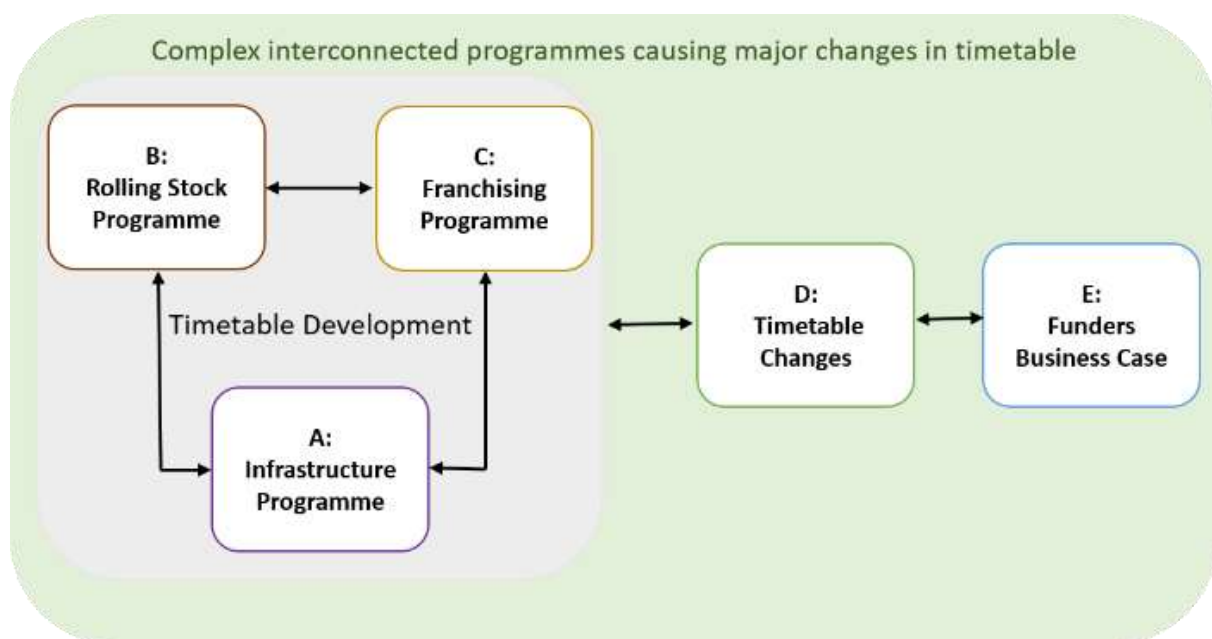 Complex interconnected programmes causing major changes in timetable
B:
Rolling Stock
Programme
C:
Franchising
Programme
Timetable Development
A:
Infrastructure
Programme
D:
Timetable
Changes
E:
Funders
Business Case